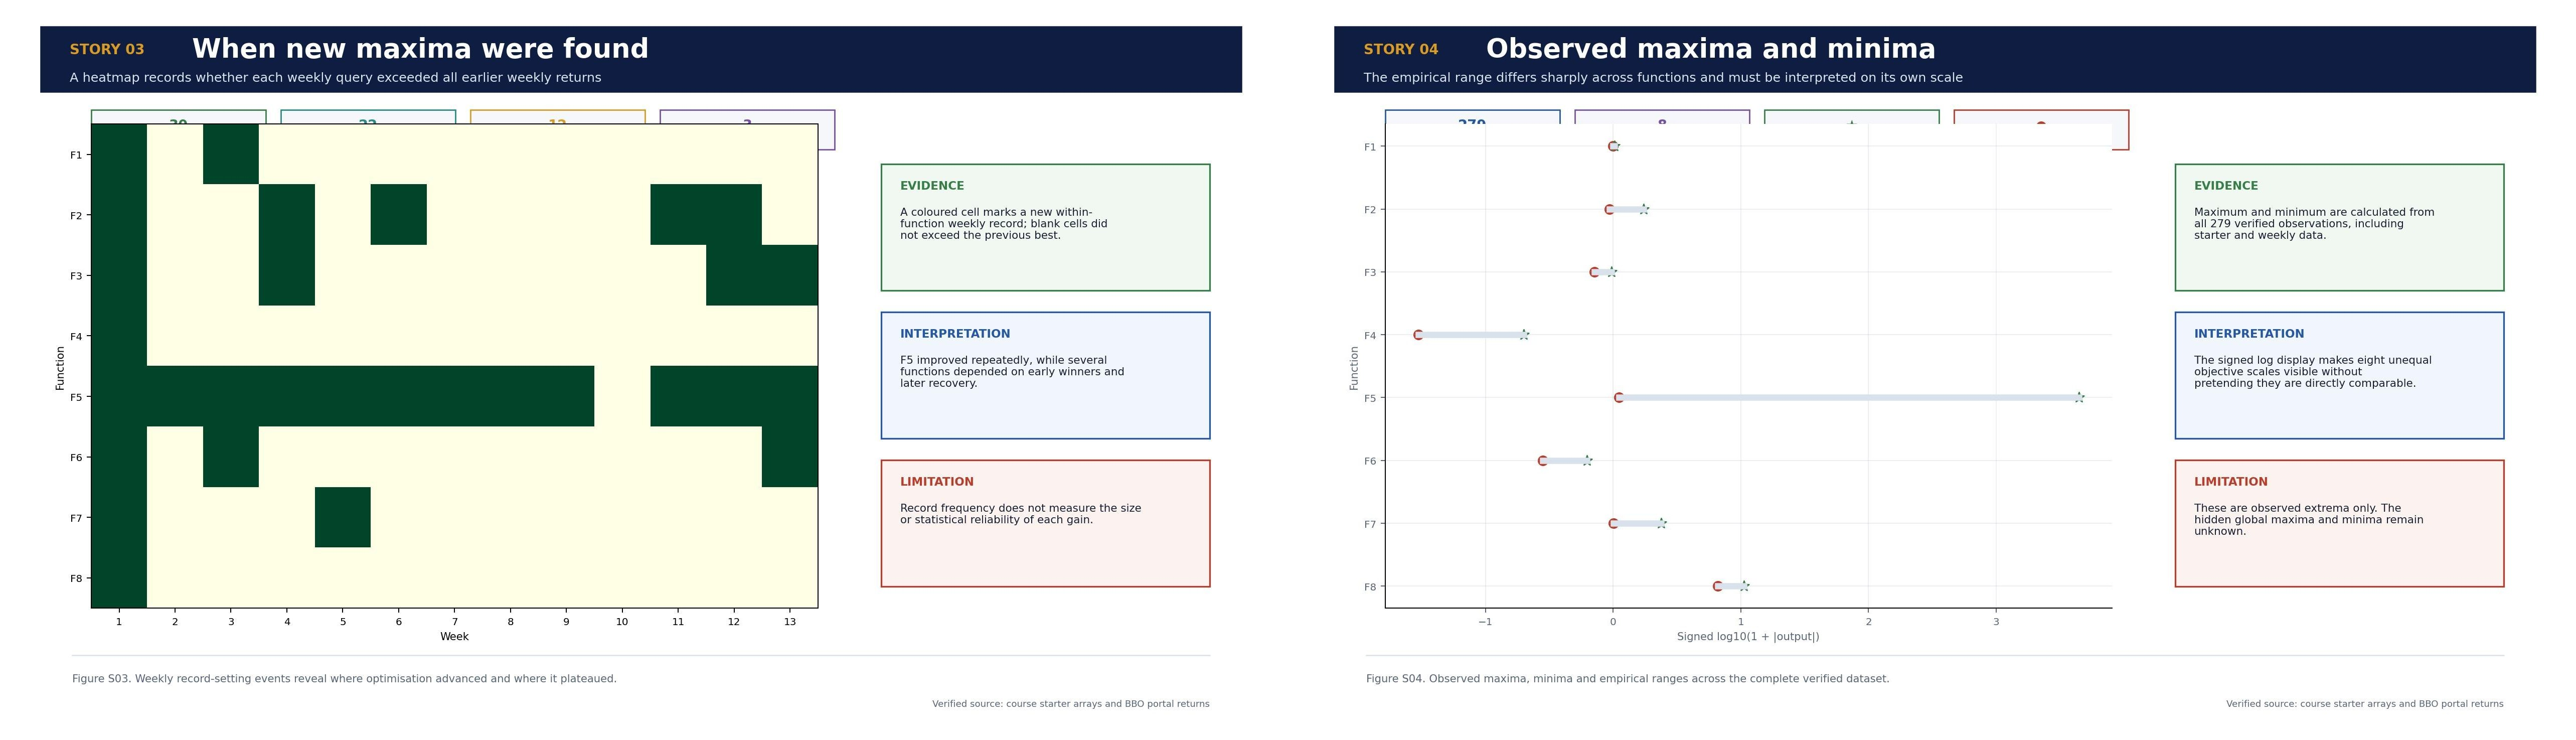 STORY 03 When new maxima were found
A heatmap records whether each weekly query exceeded all earlier weekly returns
F1
F2
F3
F4
F5
F6
F7
F8
Function
1 2 3 4 5 6 7 8 9 10 11 12 13
Week
EVIDENCE
A coloured cell marks a new within-
function weekly record; blank cells did
not exceed the previous best.
INTERPRETATION
F5 improved repeatedly, while several
functions depended on early winners and
later recovery.
LIMITATION
Record frequency does not measure the size
or statistical reliability of each gain.
Figure S03. Weekly record-setting events reveal where optimisation advanced and where it plateaued.
Verified source: course starter arrays and BBO portal returns
STORY 04 Observed maxima and minima
The empirical range differs sharply across functions and must be interpreted on its own scale
279
F1
F2
F3
F4
F5
F6
F7
F8
Function
−1 0 1 2 3
Signed log10(1 + |output|)
EVIDENCE
Maximum and minimum are calculated from
all 279 verified observations, including
starter and weekly data.
INTERPRETATION
The signed log display makes eight unequal
objective scales visible without
pretending they are directly comparable.
LIMITATION
These are observed extrema only. The
hidden global maxima and minima remain
unknown.
Figure S04. Observed maxima, minima and empirical ranges across the complete verified dataset.
Verified source: course starter arrays and BBO portal returns